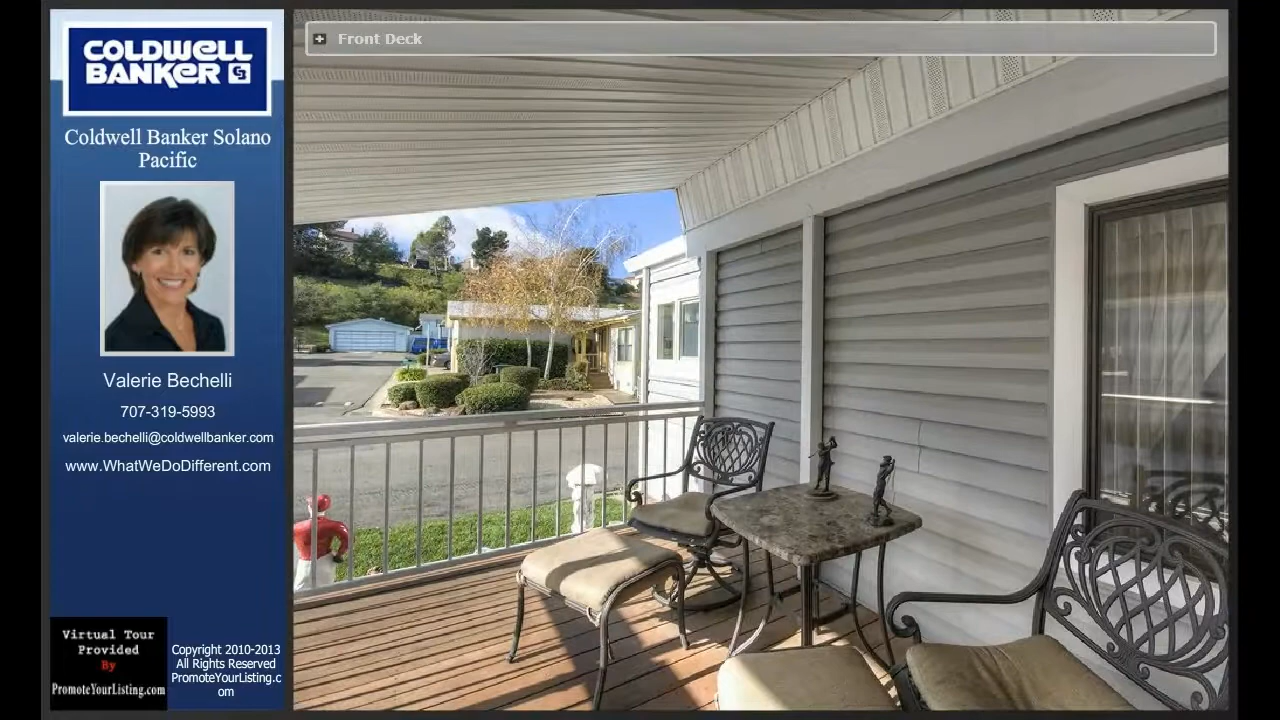 COLDWELL
BANKER
Coldwell Banker Solano
Pacific
Valerie Bechelli
707-319-5993
valerie.bechelli@coldwellbanker.com
www.WhatWeDoDifferent.com
Virtual Tour
Provided
By
PromoteYourListing.com
Copyright 2010-2013
All Rights Reserved
PromoteYourListing.c
om
Front Deck